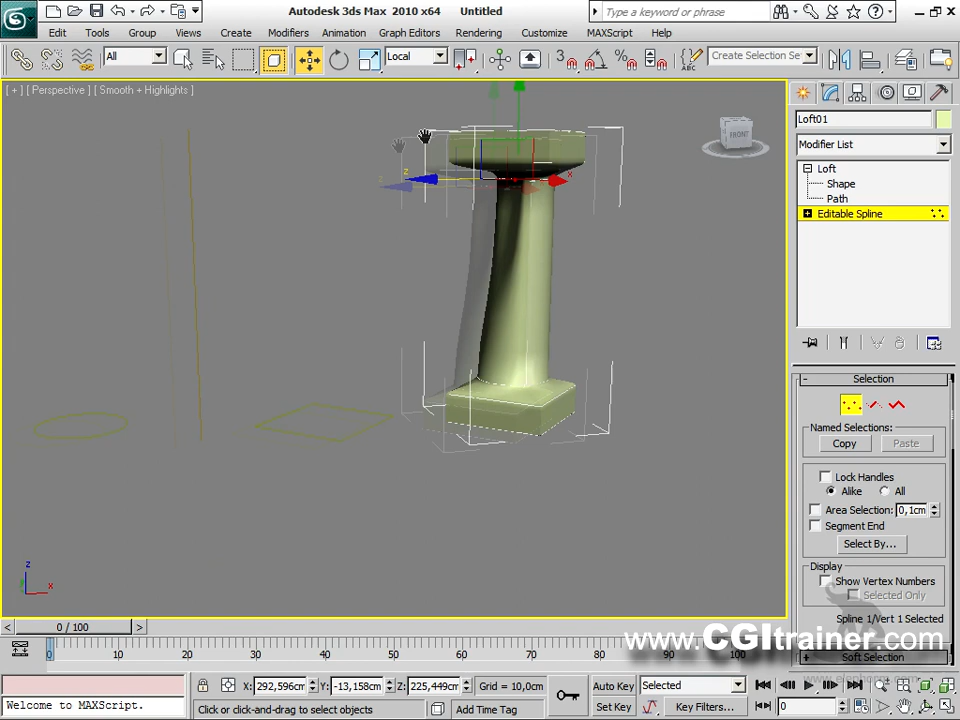 Autodesk 3ds Max 2010 x64 Untitled
Type a keyword or phrase
Edit Tools Group Views Create Modifiers Animation Graph Editors Rendering Customize MAXScript Help
All
Local
3
ABC
Create Selection Se
[ + ] [ Perspective ] [ Smooth + Highlights ]
FRONT
z
z
x
Loft01
Modifier List
Loft
Shape
Path
Editable Spline
Selection
Named Selections:
Copy Paste
Lock Handles
Alike All
Area Selection: 0,1cm
Segment End
Select By...
Display
Show Vertex Numbers
Selected Only
Spline 1/Vert 1 Selected
Soft Selection
z
x
0 / 100
0 10 20 30 40 50 60 70 80 90 100
www.CGItrainer.com
X: 292,596cm Y: -13,158cm Z: 225,449cm Grid = 10,0cm
Auto Key Selected
Welcome to MAXScript.
Click or click-and-drag to select objects
Add Time Tag
Set Key
Key Filters...
0